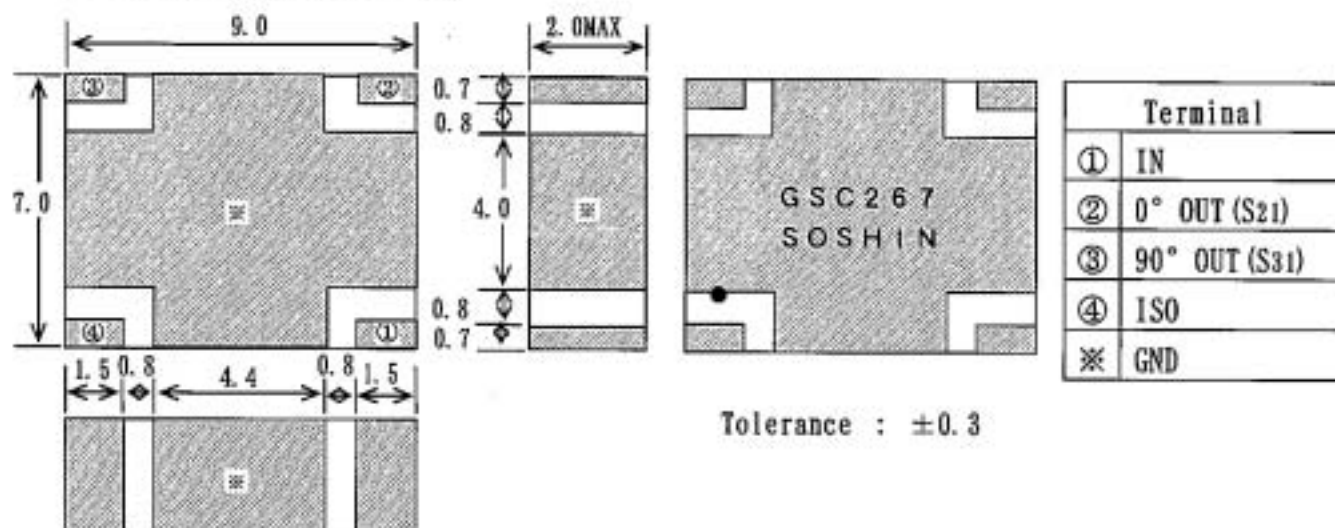 9.0
2.0MAX
③ ②
0.7
0.8
7.0
※
4.0
※
0.8
0.7
④ ①
1.5 0.8 4.4 0.8 1.5
※
GSC267
SOSHIN
Tolerance : ±0.3
Terminal
① IN
② 0° OUT(S21)
③ 90° OUT(S31)
④ ISO
※ GND